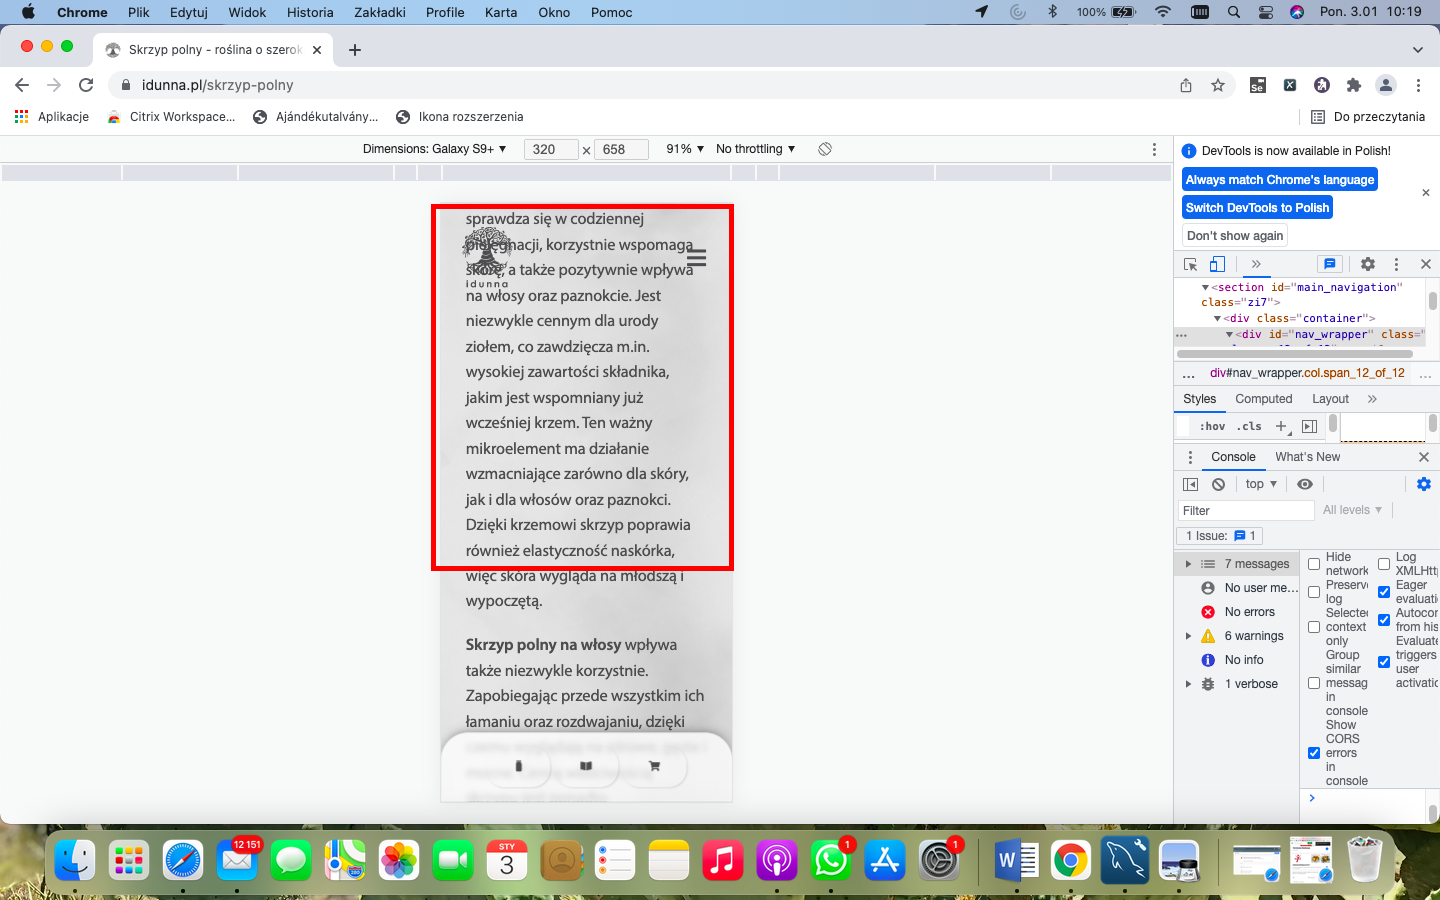 Chrome Plik Edytuj Widok Historia Zakładki Profile Karta Okno Pomoc 100% Pon. 3.01 10:19
Skrzyp polny - roślina o szerok
idunna.pl/skrzyp-polny
Aplikacje Citrix Workspace... Ajándékutalvány... Ikona rozszerzenia Do przeczytania
Dimensions: Galaxy S9+ 320 × 658 91% No throttling
DevTools is now available in Polish!
Always match Chrome's language
Switch DevTools to Polish
Don't show again
sprawdza się w codziennej
pielęgnacji, korzystnie wspomaga
skórę, a także pozytywnie wpływa
idunna
na włosy oraz paznokcie. Jest
niezwykle cennym dla urody
ziołem, co zawdzięcza m.in.
wysokiej zawartości składnika,
jakim jest wspomniany już
wcześniej krzem. Ten ważny
mikroelement ma działanie
wzmacniające zarówno dla skóry,
jak i dla włosów oraz paznokci.
Dzięki krzemowi skrzyp poprawia
również elastyczność naskórka,
więc skóra wygląda na młodszą i
wypoczętą.
Skrzyp polny na włosy wpływa
także niezwykle korzystnie.
Zapobiegając przede wszystkim ich
łamaniu oraz rozdwajaniu, dzięki
<section id="main_navigation"
class="zi7">
<div class="container">
<div id="nav_wrapper" class="
... div#nav_wrapper.col.span_12_of_12 ...
Styles Computed Layout
:hov .cls
Console What's New
top
Filter All levels
1 Issue: 1
7 messages
No user me...
No errors
6 warnings
No info
1 verbose
Hide
network
Preserve
log
Selected
context
only
Group
similar
messag
in
console
Show
CORS
errors
in
console
Log
XMLHtt
Eager
evaluati
Autocor
from his
Evaluate
triggers
user
activatio
12 151
STY
3
1
1
Se
W